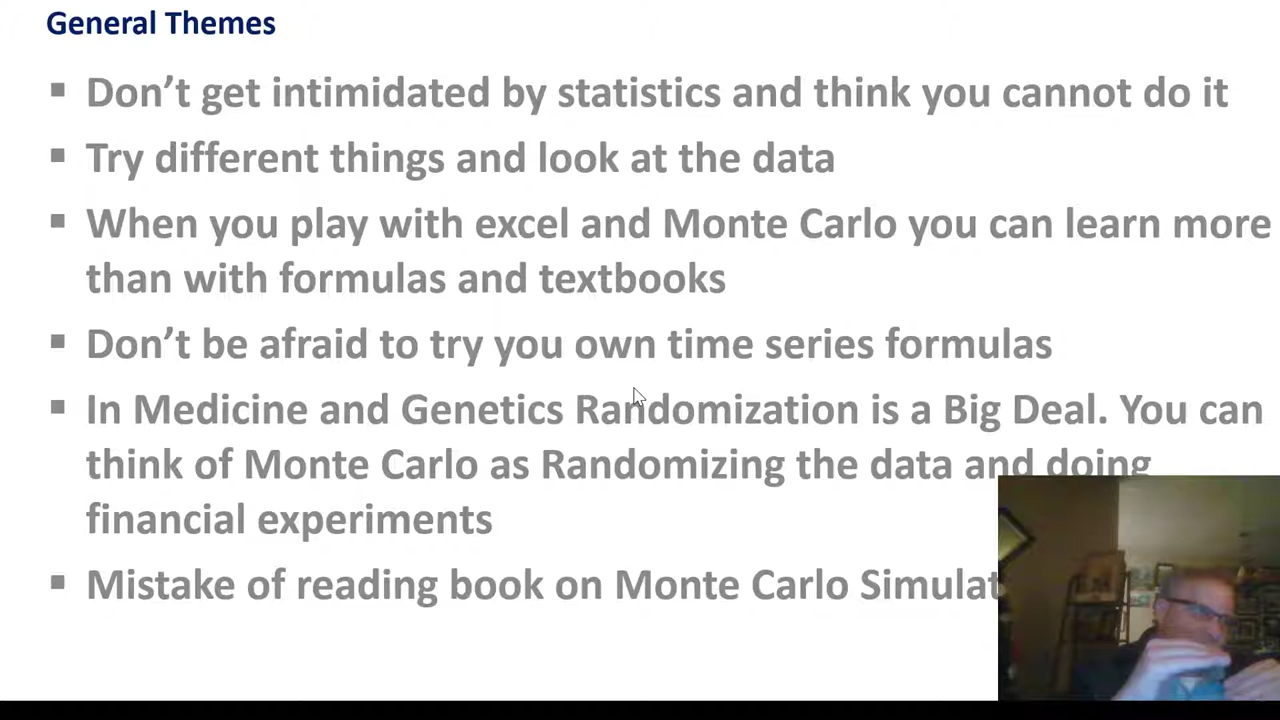 General Themes
Don't get intimidated by statistics and think you cannot do it
Try different things and look at the data
When you play with excel and Monte Carlo you can learn more
than with formulas and textbooks
Don't be afraid to try you own time series formulas
In Medicine and Genetics Randomization is a Big Deal. You can
think of Monte Carlo as Randomizing the data and doing
financial experiments
Mistake of reading book on Monte Carlo Simulat